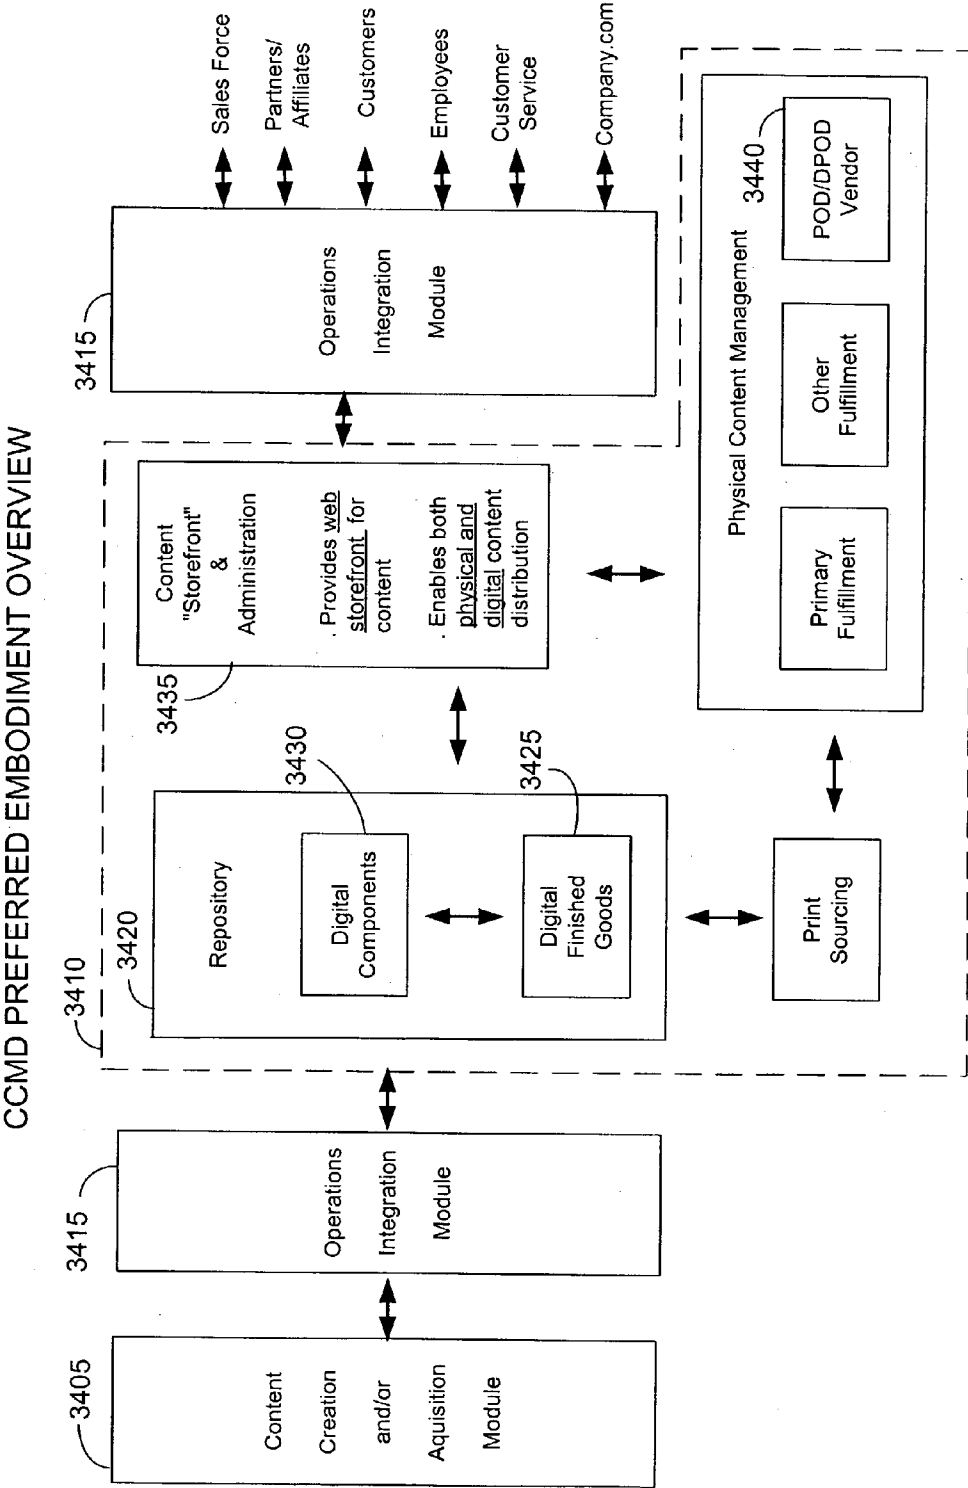 CCMD PREFERRED EMBODIMENT OVERVIEW
3405
Content
Creation
and/or
Aquisition
Module
3415
Operations
Integration
Module
3410
3420
Repository
3430
Digital
Components
3425
Digital
Finished
Goods
Print
Sourcing
3435
Content
"Storefront"
&
Administration
. Provides web
storefront for
content
. Enables both
physical and
digital content
distribution
3415
Operations
Integration
Module
Sales Force
Partners/
Affiliates
Customers
Employees
Customer
Service
Company.com
Physical Content Management
Primary
Fulfillment
Other
Fulfillment
3440
POD/DPOD
Vendor